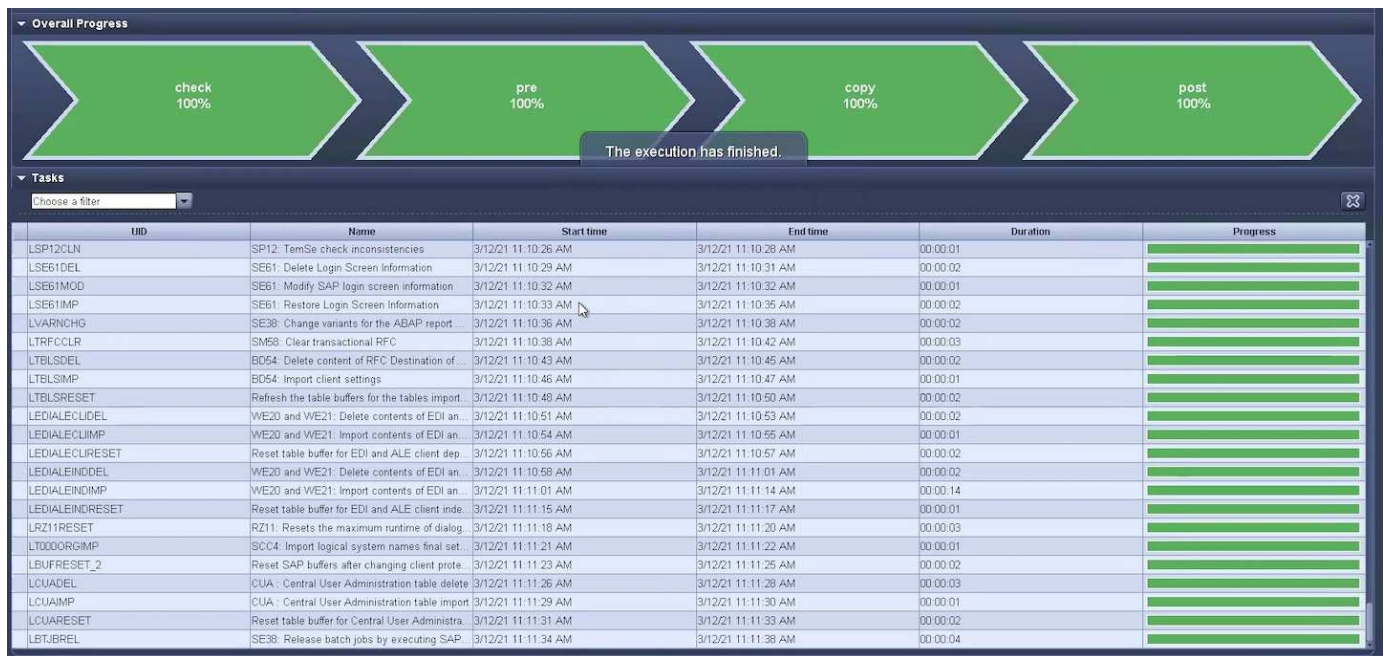 Overall Progress
check
100%
pre
100%
copy
100%
post
100%
The execution has finished.
Tasks
Choose a filter
UID Name Start time End time Duration Progress
LSP12CLN SP12: TemSe check inconsistencies 3/12/21 11:10:26 AM 3/12/21 11:10:28 AM 00:00:01
LSE61DEL SE61: Delete Login Screen Information 3/12/21 11:10:29 AM 3/12/21 11:10:31 AM 00:00:02
LSE61MOD SE61: Modify SAP login screen information 3/12/21 11:10:32 AM 3/12/21 11:10:32 AM 00:00:01
LSE61IMP SE61: Restore Login Screen Information 3/12/21 11:10:33 AM 3/12/21 11:10:35 AM 00:00:02
LVARNCHG SE38: Change variants for the ABAP report ... 3/12/21 11:10:36 AM 3/12/21 11:10:38 AM 00:00:02
LTRFCCLR SM58: Clear transactional RFC 3/12/21 11:10:38 AM 3/12/21 11:10:42 AM 00:00:03
LTBLSDEL BD54: Delete content of RFC Destination of ... 3/12/21 11:10:43 AM 3/12/21 11:10:45 AM 00:00:02
LTBLSIMP BD54: Import client settings 3/12/21 11:10:46 AM 3/12/21 11:10:47 AM 00:00:01
LTBLSRESET Refresh the table buffers for the tables import... 3/12/21 11:10:48 AM 3/12/21 11:10:50 AM 00:00:02
LEDIALECLIDEL WE20 and WE21: Delete contents of EDI an... 3/12/21 11:10:51 AM 3/12/21 11:10:53 AM 00:00:02
LEDIALECLIIMP WE20 and WE21: Import contents of EDI an... 3/12/21 11:10:54 AM 3/12/21 11:10:55 AM 00:00:01
LEDIALECLIRESET Reset table buffer for EDI and ALE client dep... 3/12/21 11:10:56 AM 3/12/21 11:10:57 AM 00:00:02
LEDIALEINDDEL WE20 and WE21: Delete contents of EDI an... 3/12/21 11:10:58 AM 3/12/21 11:11:01 AM 00:00:02
LEDIALEINDIMP WE20 and WE21: Import contents of EDI an... 3/12/21 11:11:01 AM 3/12/21 11:11:14 AM 00:00:14
LEDIALEINDRESET Reset table buffer for EDI and ALE client inde... 3/12/21 11:11:15 AM 3/12/21 11:11:17 AM 00:00:01
LRZ11RESET RZ11: Resets the maximum runtime of dialog... 3/12/21 11:11:18 AM 3/12/21 11:11:20 AM 00:00:03
LT000ORGIMP SCC4: Import logical system names final set... 3/12/21 11:11:21 AM 3/12/21 11:11:22 AM 00:00:01
LBUFRESET_2 Reset SAP buffers after changing client prote... 3/12/21 11:11:23 AM 3/12/21 11:11:25 AM 00:00:02
LCUADEL CUA : Central User Administration table delete 3/12/21 11:11:26 AM 3/12/21 11:11:28 AM 00:00:03
LCUAIMP CUA : Central User Administration table import 3/12/21 11:11:29 AM 3/12/21 11:11:30 AM 00:00:01
LCUARESET Reset table buffer for Central User Administra... 3/12/21 11:11:31 AM 3/12/21 11:11:33 AM 00:00:02
LBTJBREL SE38: Release batch jobs by executing SAP... 3/12/21 11:11:34 AM 3/12/21 11:11:38 AM 00:00:04